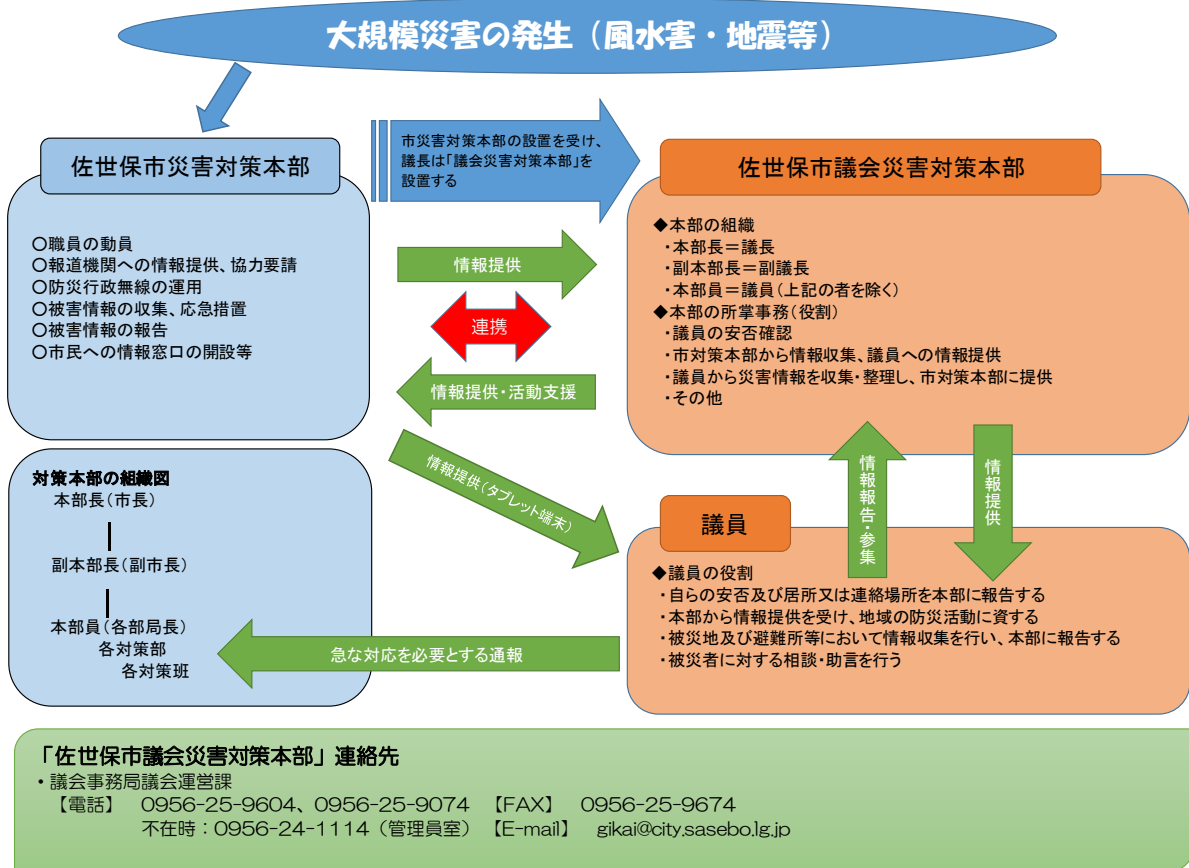 大規模災害の発生（風水害・地震等）
佐世保市災害対策本部
〇職員の動員
〇報道機関への情報提供、協力要請
〇防災行政無線の運用
〇被害情報の収集、応急措置
〇被害情報の報告
〇市民への情報窓口の開設等
市災害対策本部の設置を受け、
議長は「議会災害対策本部」を
設置する
佐世保市議会災害対策本部
◆本部の組織
・本部長＝議長
・副本部長＝副議長
・本部員＝議員（上記の者を除く）
◆本部の所掌事務（役割）
・議員の安否確認
・市対策本部から情報収集、議員への情報提供
・議員から災害情報を収集・整理し、市対策本部に提供
・その他
情報提供
連携
情報提供・活動支援
情報提供（タブレット端末）
情報報告・参集
情報提供
対策本部の組織図
本部長（市長）
副本部長（副市長）
本部員（各部局長）
各対策部
各対策班
議員
◆議員の役割
・自らの安否及び居所又は連絡場所を本部に報告する
・本部から情報提供を受け、地域の防災活動に資する
・被災地及び避難所等において情報収集を行い、本部に報告する
・被災者に対する相談・助言を行う
急な対応を必要とする通報
「佐世保市議会災害対策本部」連絡先
・議会事務局議会運営課
【電話】　0956-25-9604、0956-25-9074　【FAX】　0956-25-9674
不在時：0956-24-1114（管理員室）　【E-mail】　gikai@city.sasebo.lg.jp